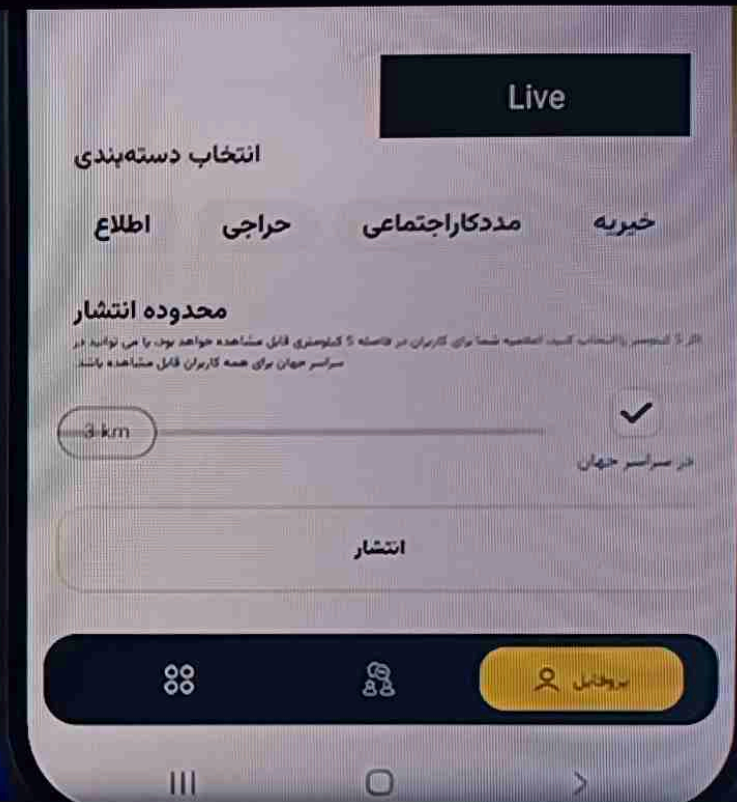 Live
انتخاب دسته‌بندی
خیریه مددکاراجتماعی حراجی اطلاع
محدوده انتشار
اگر 5 کیلومتر را انتخاب کنید، اعلامیه شما برای کاربران در فاصله 5 کیلومتری قابل مشاهده خواهد بود، یا می توانید در
سراسر جهان برای همه کاربران قابل مشاهده باشد.
3 km
در سراسر جهان
انتشار
پروفایل